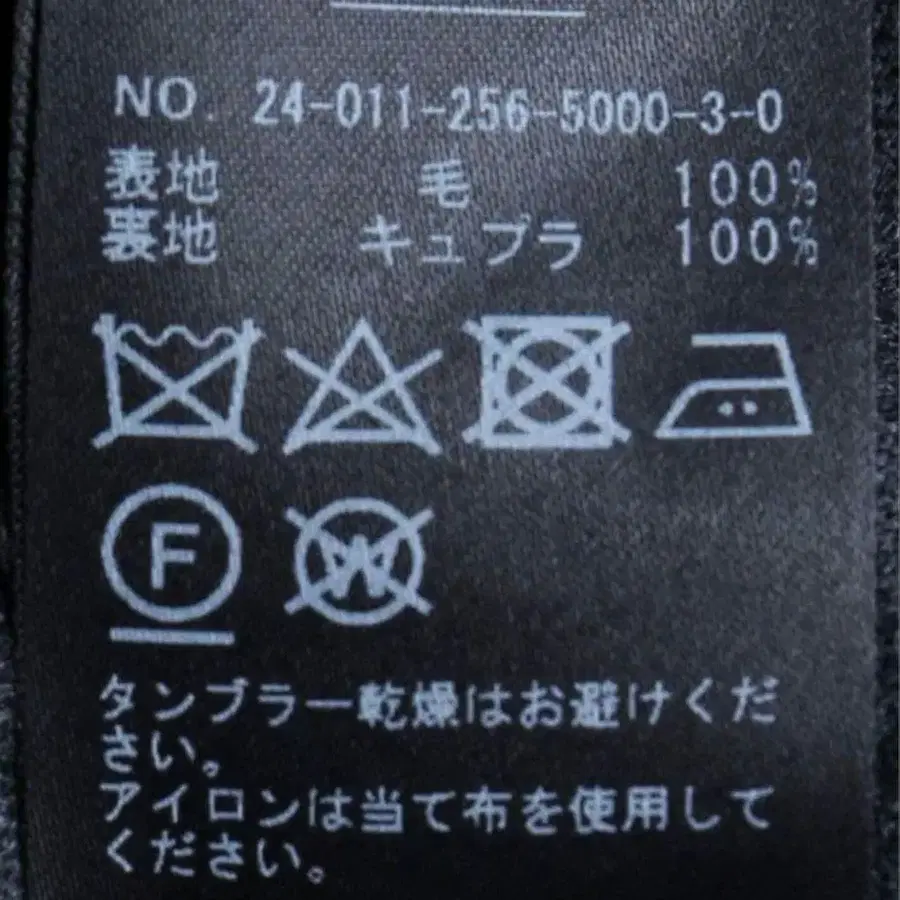 NO. 24-011-256-5000-3-0
表地 毛 100%
裏地 キュプラ 100%
F W
タンブラー乾燥はお避けくだ
さい。
アイロンは当て布を使用して
ください。